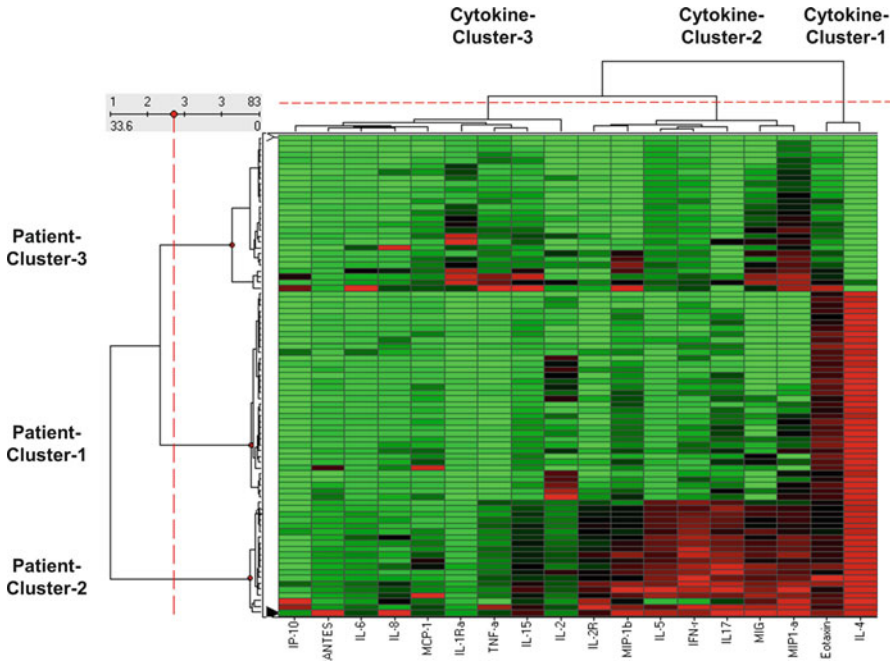 Cytokine-
Cluster-3
Cytokine-
Cluster-2
Cytokine-
Cluster-1
1 2 3 3 83
33.6 0
Patient-
Cluster-3
Patient-
Cluster-1
Patient-
Cluster-2
IP-10
ANTES
IL-6
IL-8
MCP-1
IL-1Ra
TNF-a
IL-15
IL-2
IL-2R
MIP-1b
IL-5
IFN-r
IL17
MIG
MIP1-a
Eotaxin
IL-4